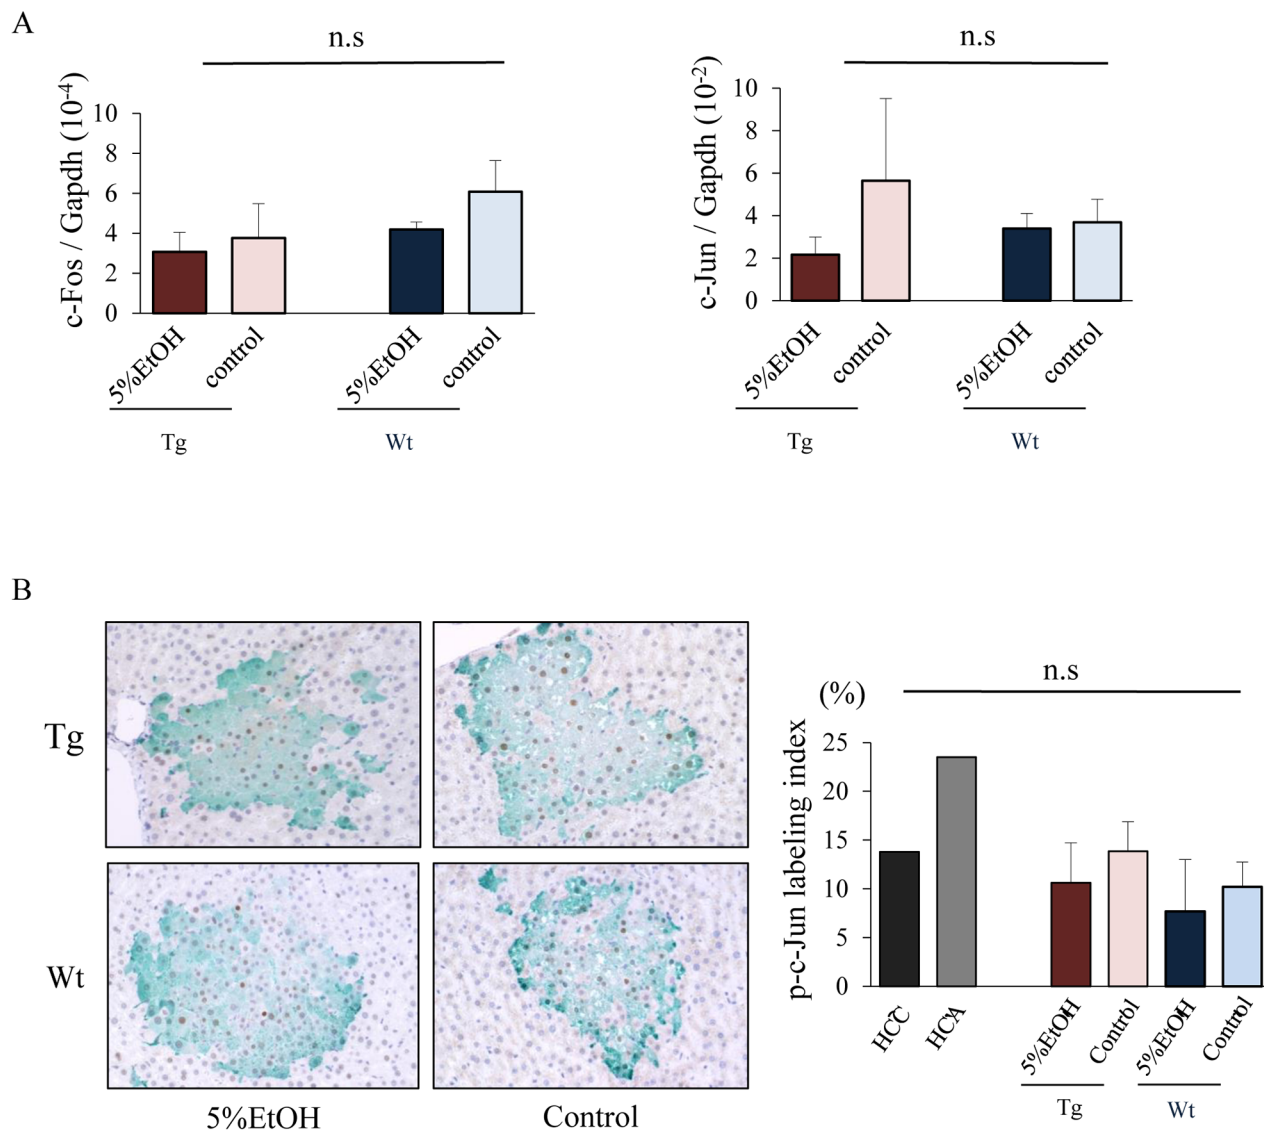 A
n.s
c-Fos / Gapdh (10-4)
10
8
6
4
2
0
5%EtOH
control
5%EtOH
control
Tg
Wt
n.s
c-Jun / Gapdh (10-2)
10
8
6
4
2
0
5%EtOH
control
5%EtOH
control
Tg
Wt
B
Tg
Wt
5%EtOH
Control
n.s
(%)
p-c-Jun labeling index
25
20
15
10
5
0
HCC
HCA
5%EtOH
Control
5%EtOH
Control
Tg
Wt